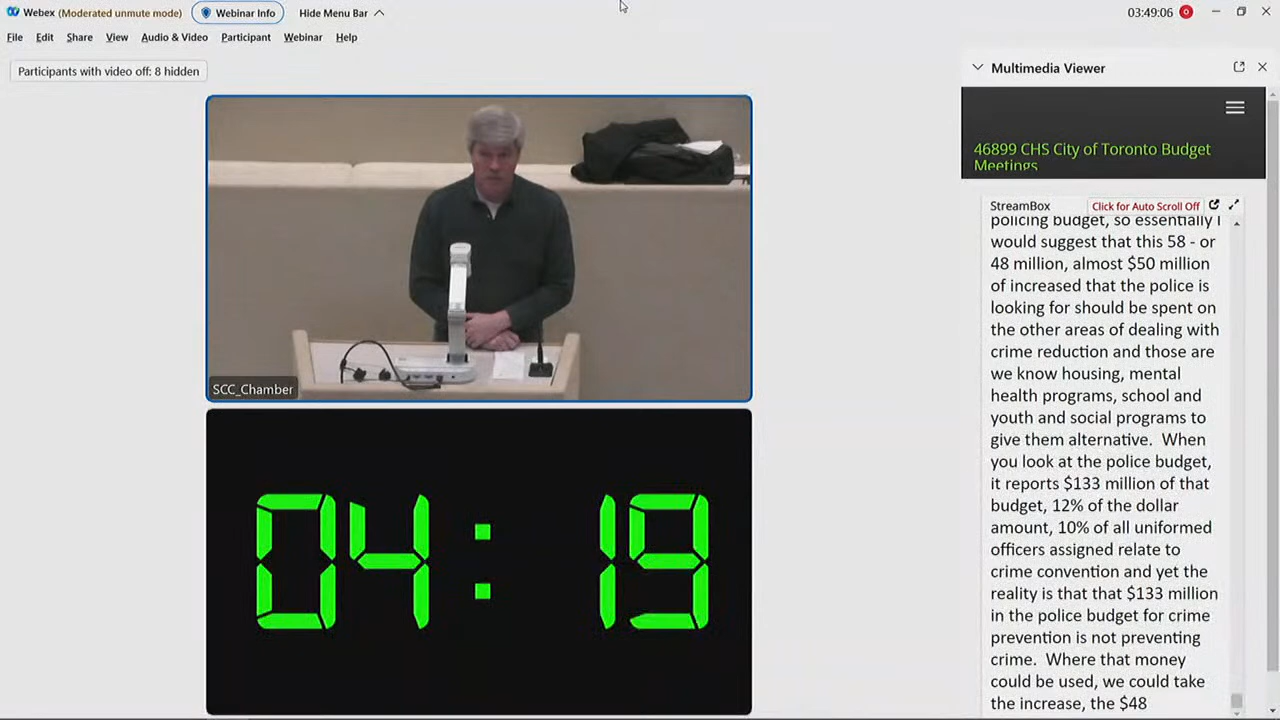 Webex (Moderated unmute mode) Webinar Info Hide Menu Bar 03:49:06
File Edit Share View Audio & Video Participant Webinar Help
Participants with video off: 8 hidden
SCC_Chamber
04:19
Multimedia Viewer
46899 CHS City of Toronto Budget
Meetings
StreamBox Click for Auto Scroll Off
policing budget, so essentially I
would suggest that this 58 - or
48 million, almost $50 million
of increased that the police is
looking for should be spent on
the other areas of dealing with
crime reduction and those are
we know housing, mental
health programs, school and
youth and social programs to
give them alternative. When
you look at the police budget,
it reports $133 million of that
budget, 12% of the dollar
amount, 10% of all uniformed
officers assigned relate to
crime convention and yet the
reality is that that $133 million
in the police budget for crime
prevention is not preventing
crime. Where that money
could be used, we could take
the increase, the $48